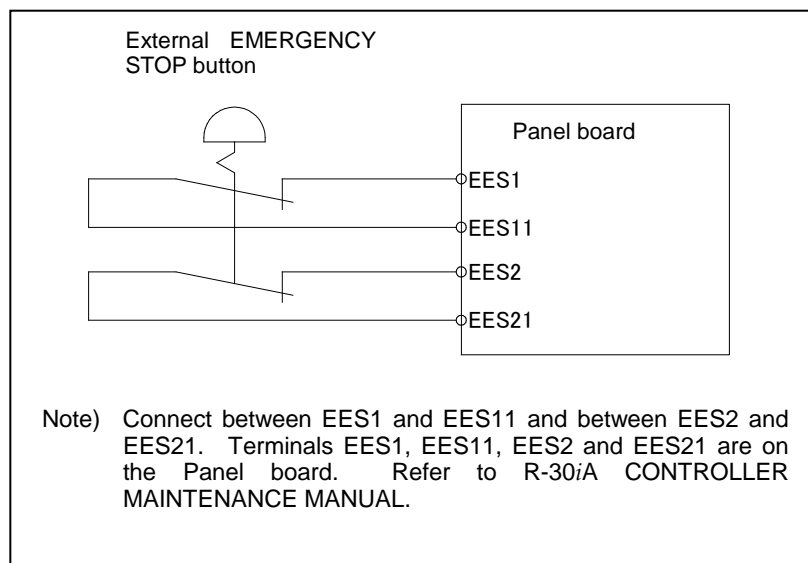 External EMERGENCY
STOP button
Panel board
EES1
EES11
EES2
EES21
Note) Connect between EES1 and EES11 and between EES2 and
EES21. Terminals EES1, EES11, EES2 and EES21 are on
the Panel board. Refer to R-30iA CONTROLLER
MAINTENANCE MANUAL.